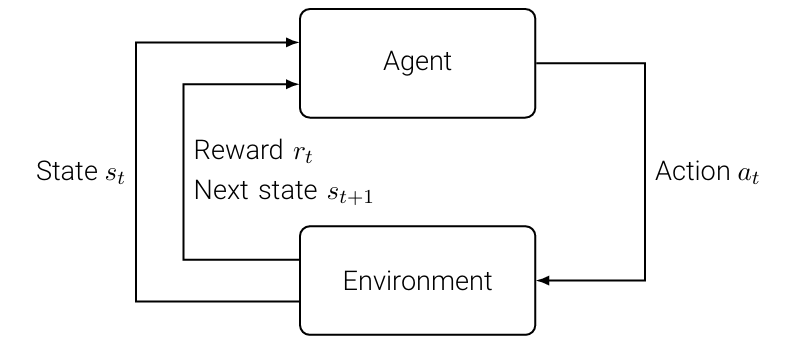 Agent
Reward r_t
State s_t
Action a_t
Next state s_{t+1}
Environment